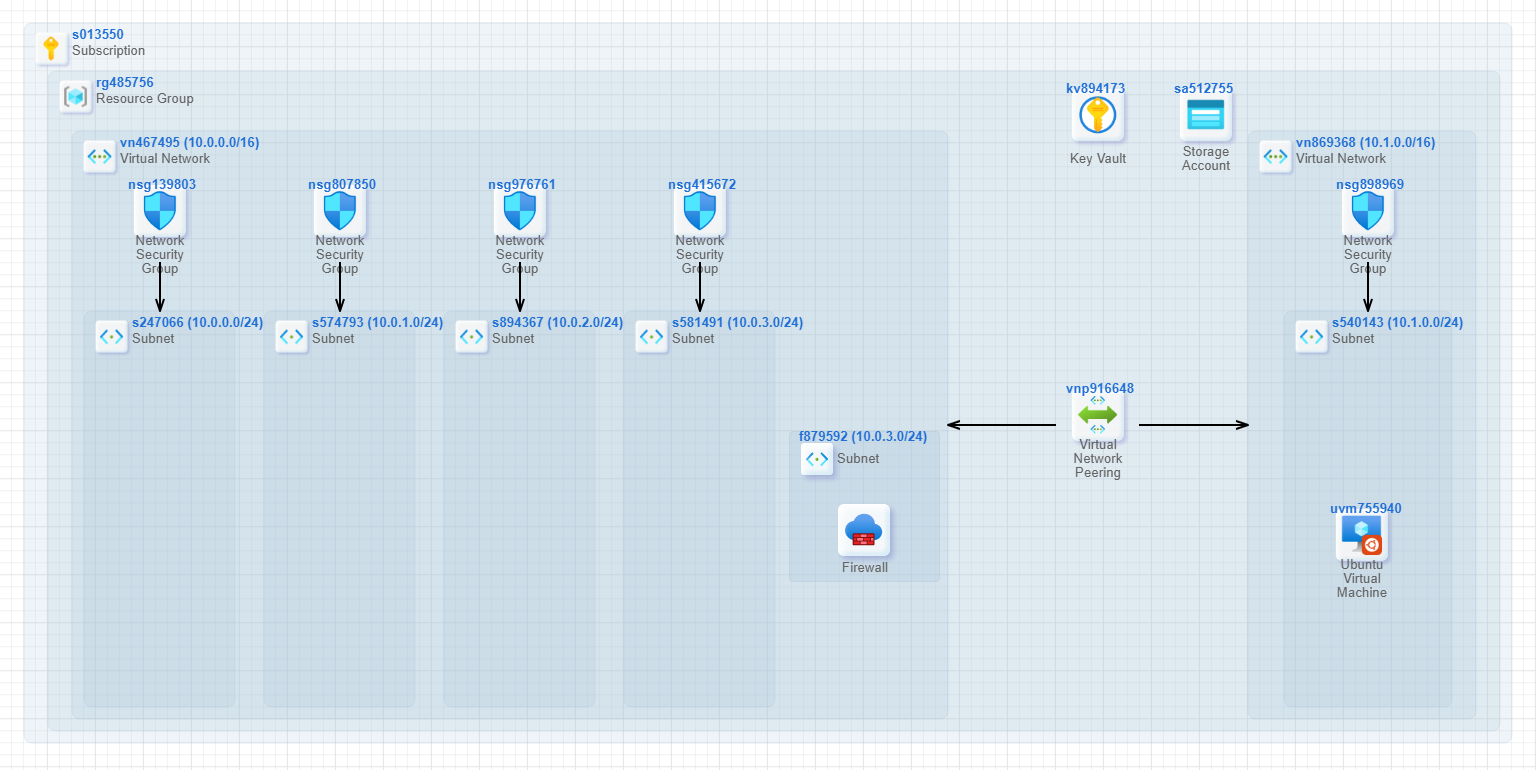 s013550
Subscription
rg485756
Resource Group
kv894173
Key Vault
sa512755
Storage
Account
vn467495 (10.0.0.0/16)
Virtual Network
nsg139803
Network
Security
Group
nsg807850
Network
Security
Group
nsg976761
Network
Security
Group
nsg415672
Network
Security
Group
s247066 (10.0.0.0/24)
Subnet
s574793 (10.0.1.0/24)
Subnet
s894367 (10.0.2.0/24)
Subnet
s581491 (10.0.3.0/24)
Subnet
f879592 (10.0.3.0/24)
Subnet
Firewall
vnp916648
Virtual
Network
Peering
vn869368 (10.1.0.0/16)
Virtual Network
nsg898969
Network
Security
Group
s540143 (10.1.0.0/24)
Subnet
uvm755940
Ubuntu
Virtual
Machine